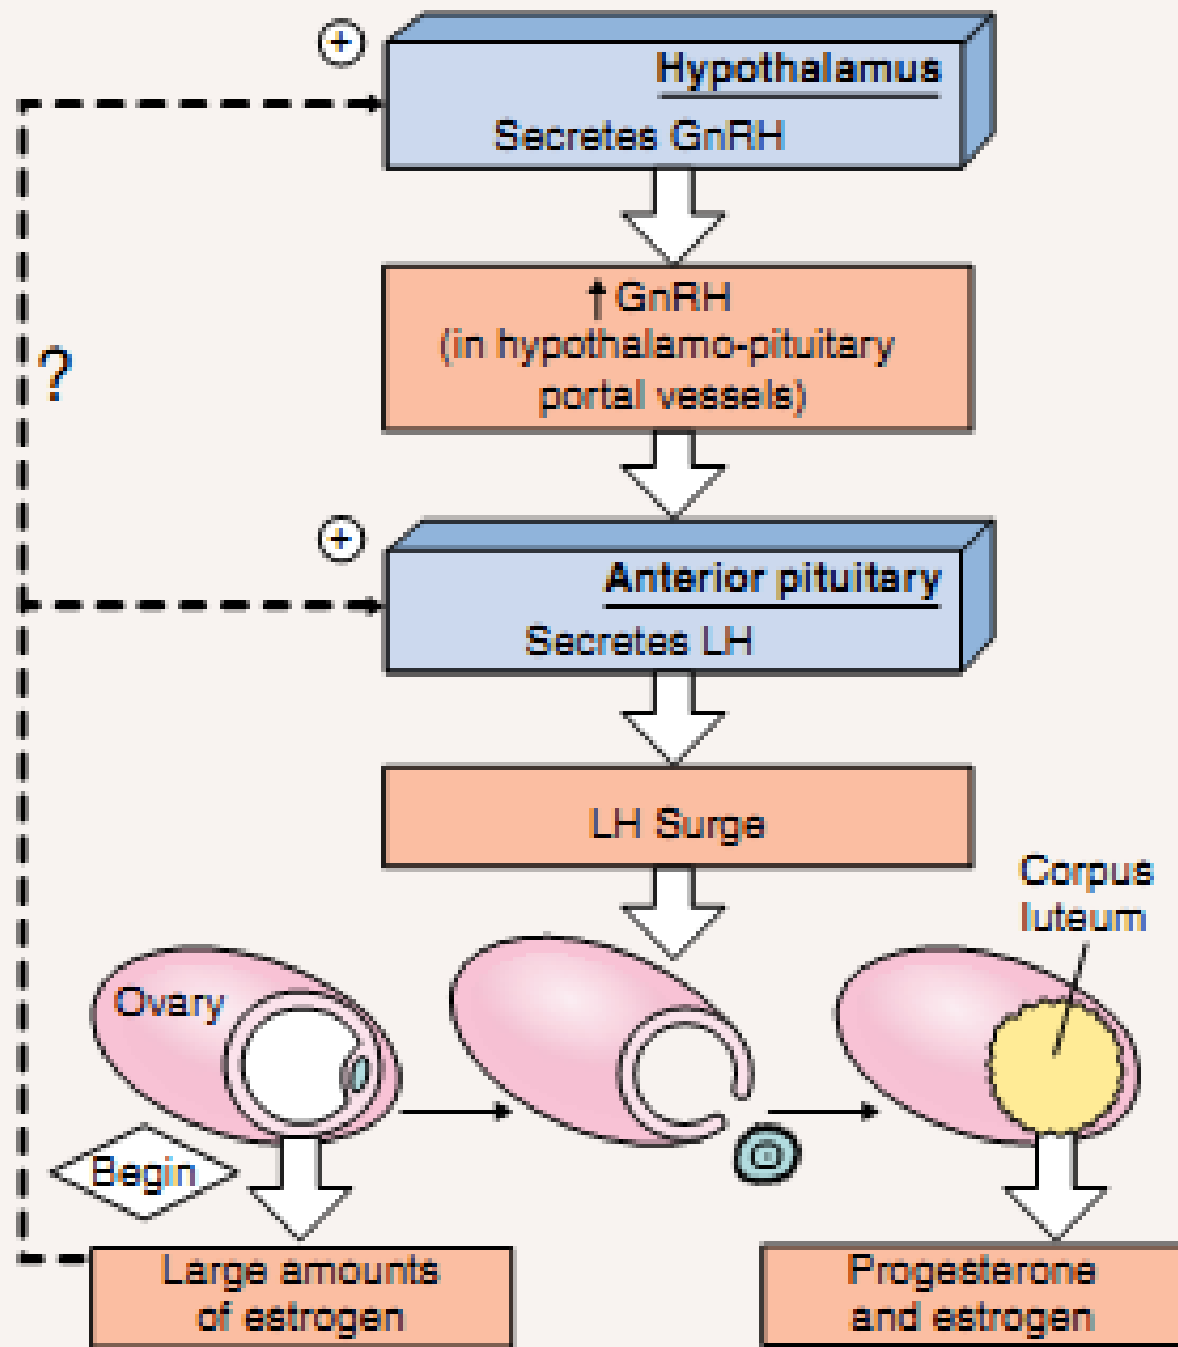 +
Hypothalamus
Secretes GnRH
↑ GnRH
(in hypothalamo-pituitary
portal vessels)
?
+
Anterior pituitary
Secretes LH
LH Surge
Corpus
luteum
Ovary
Begin
Large amounts
of estrogen
Progesterone
and estrogen